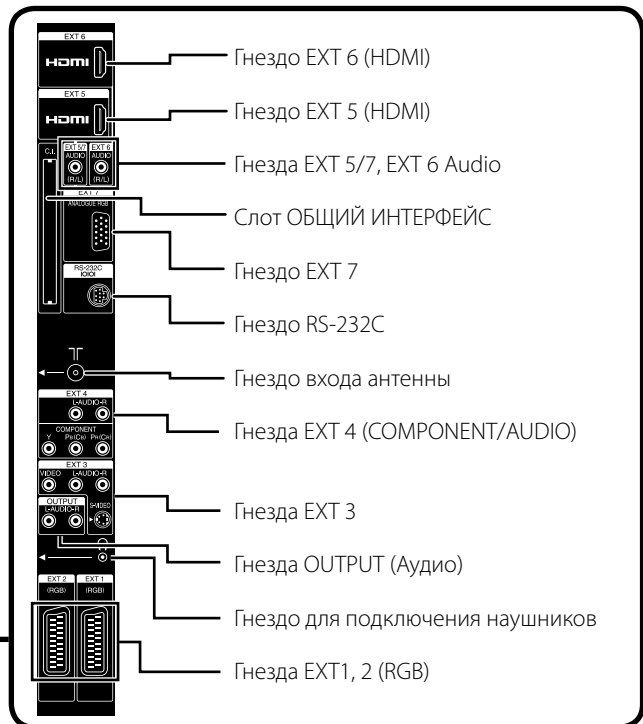 EXT 6
HDMI
Гнездо EXT 6 (HDMI)
EXT 5
HDMI
Гнездо EXT 5 (HDMI)
C.I.
EXT 5/7 EXT 6
AUDIO AUDIO
(R/L) (R/L)
Гнезда EXT 5/7, EXT 6 Audio
Слот ОБЩИЙ ИНТЕРФЕЙС
EXT 7
ANALOGUE RGB
Гнездо EXT 7
RS-232C
IOIOI
Гнездо RS-232C
Гнездо входа антенны
EXT 4
L-AUDIO-R
COMPONENT
Y PB(CB) PR(CR)
Гнезда EXT 4 (COMPONENT/AUDIO)
EXT 3
VIDEO L-AUDIO-R
S-VIDEO
Гнезда EXT 3
OUTPUT
L-AUDIO-R
Гнезда OUTPUT (Аудио)
Гнездо для подключения наушников
EXT 2 EXT 1
(RGB) (RGB)
Гнезда EXT1, 2 (RGB)